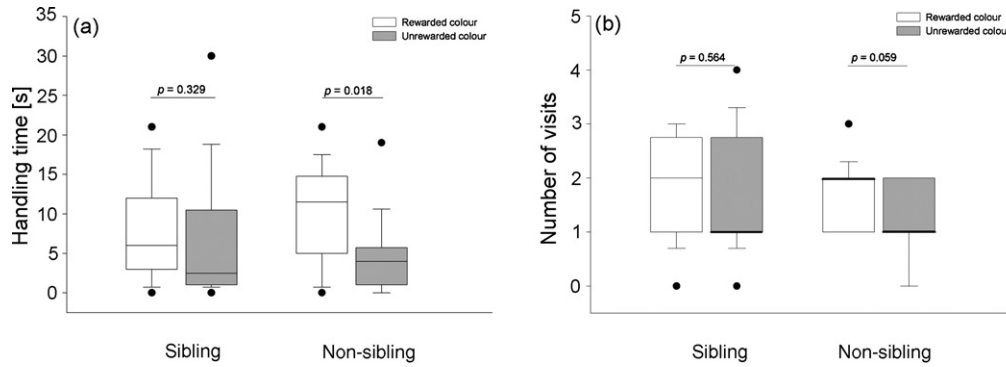 (a)
Rewarded colour
Unrewarded colour
Handling time [s]
35
30
25
20
15
10
5
0
p = 0.329
p = 0.018
Sibling
Non-sibling
(b)
Rewarded colour
Unrewarded colour
Number of visits
5
4
3
2
1
0
p = 0.564
p = 0.059
Sibling
Non-sibling